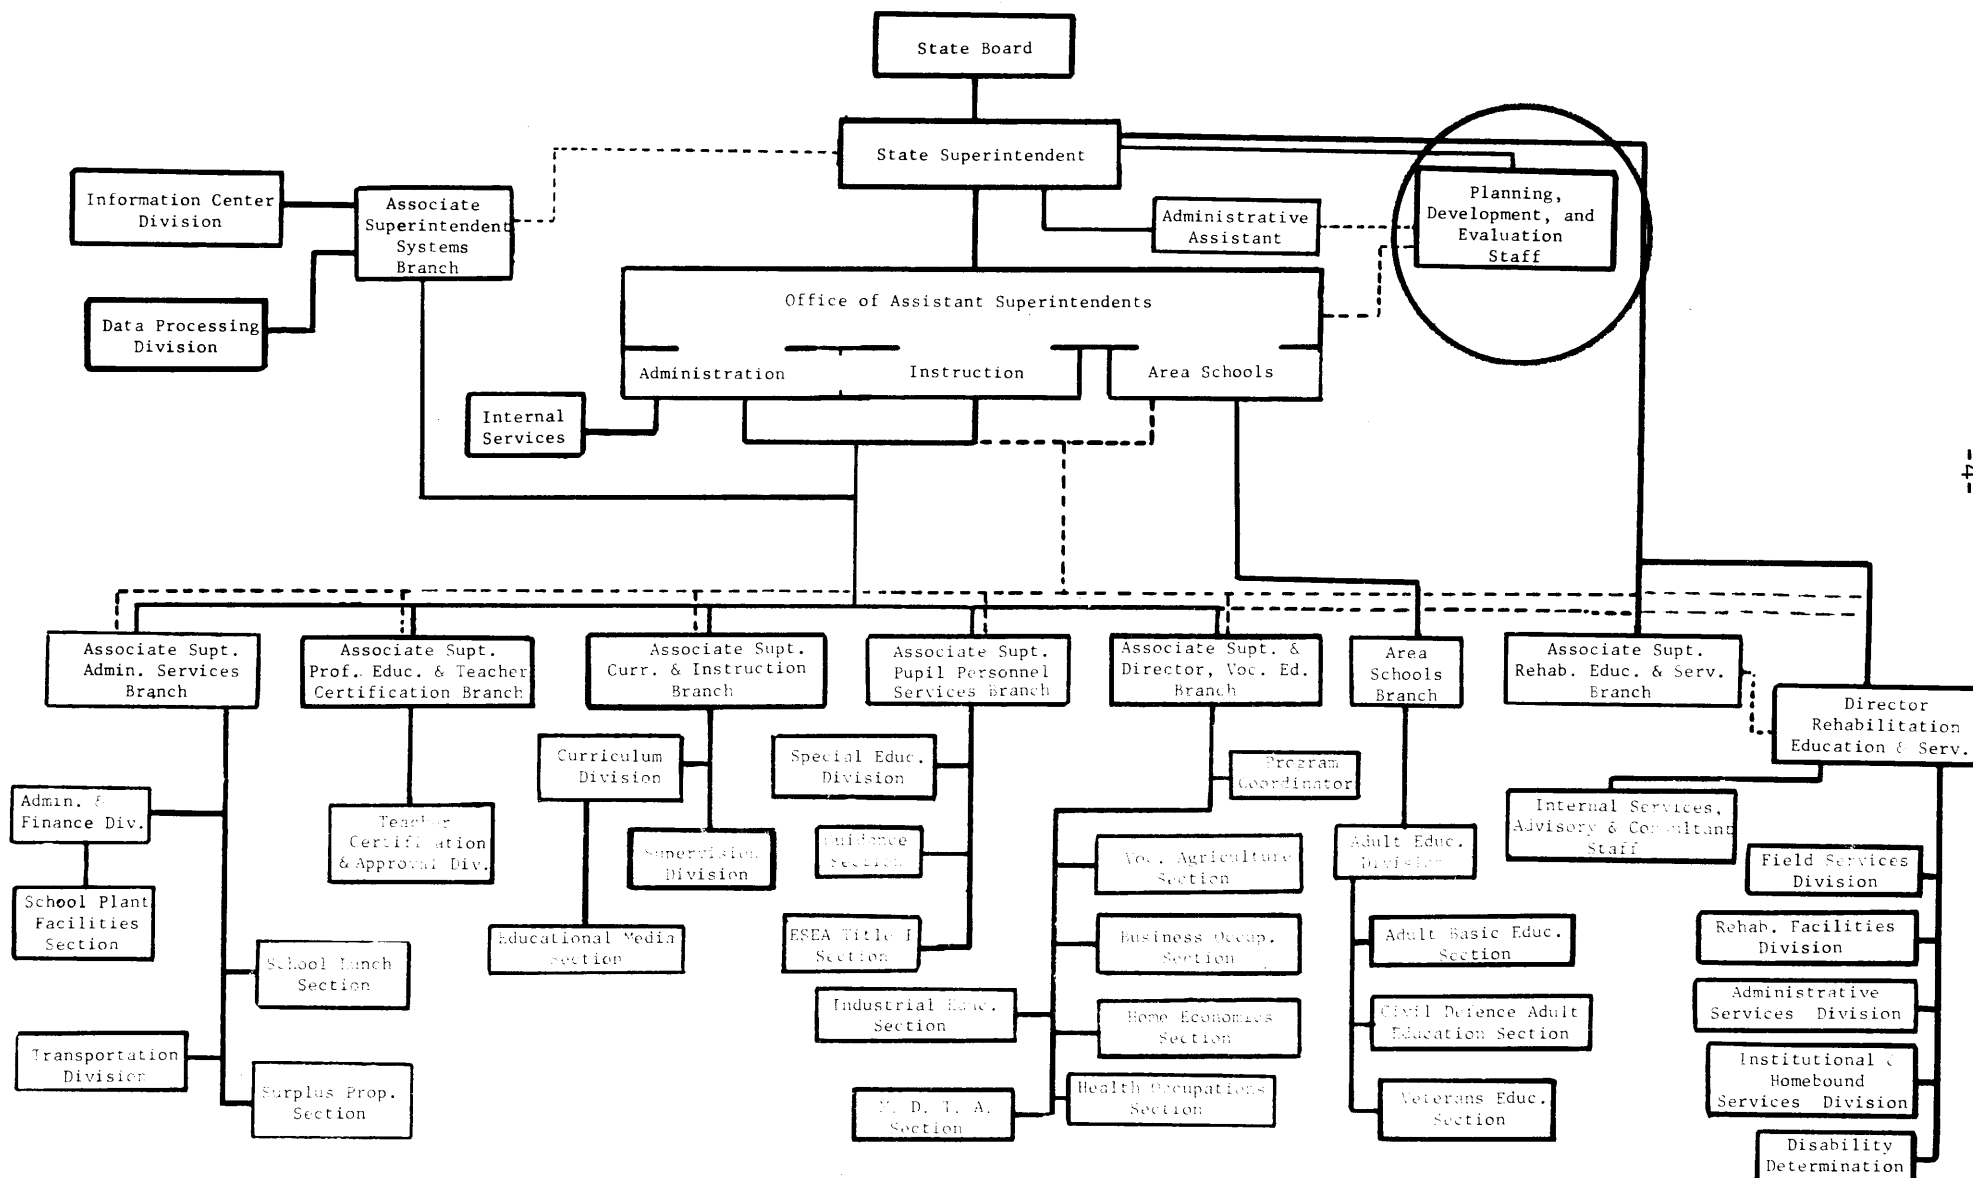 State Board
State Superintendent
Information Center
Division
Associate
Superintendent
Systems
Branch
Administrative
Assistant
Planning,
Development, and
Evaluation
Staff
Data Processing
Division
Office of Assistant Superintendents
Administration
Instruction
Area Schools
Internal
Services
-4-
Associate Supt.
Admin. Services
Branch
Associate Supt.
Prof. Educ. & Teacher
Certification Branch
Associate Supt.
Curr. & Instruction
Branch
Associate Supt.
Pupil Personnel
Services Branch
Associate Supt. &
Director, Voc. Ed.
Branch
Area
Schools
Branch
Associate Supt.
Rehab. Educ. & Serv.
Branch
Director
Rehabilitation
Education & Serv.
Admin. &
Finance Div.
School Plant
Facilities
Section
School Lunch
Section
Transportation
Division
Surplus Prop.
Section
Teacher
Certification
& Approval Div.
Curriculum
Division
Supervision
Division
Educational Media
Section
Special Educ.
Division
Guidance
Section
ESEA Title I
Section
Program
Coordinator
Voc. Agriculture
Section
Business Occup.
Section
Industrial Educ.
Section
Home Economics
Section
M. D. T. A.
Section
Health Occupations
Section
Adult Educ.
Division
Adult Basic Educ.
Section
Civil Defence Adult
Education Section
Veterans Educ.
Section
Internal Services,
Advisory & Consultant
Staff
Field Services
Division
Rehab. Facilities
Division
Administrative
Services Division
Institutional &
Homebound
Services Division
Disability
Determination